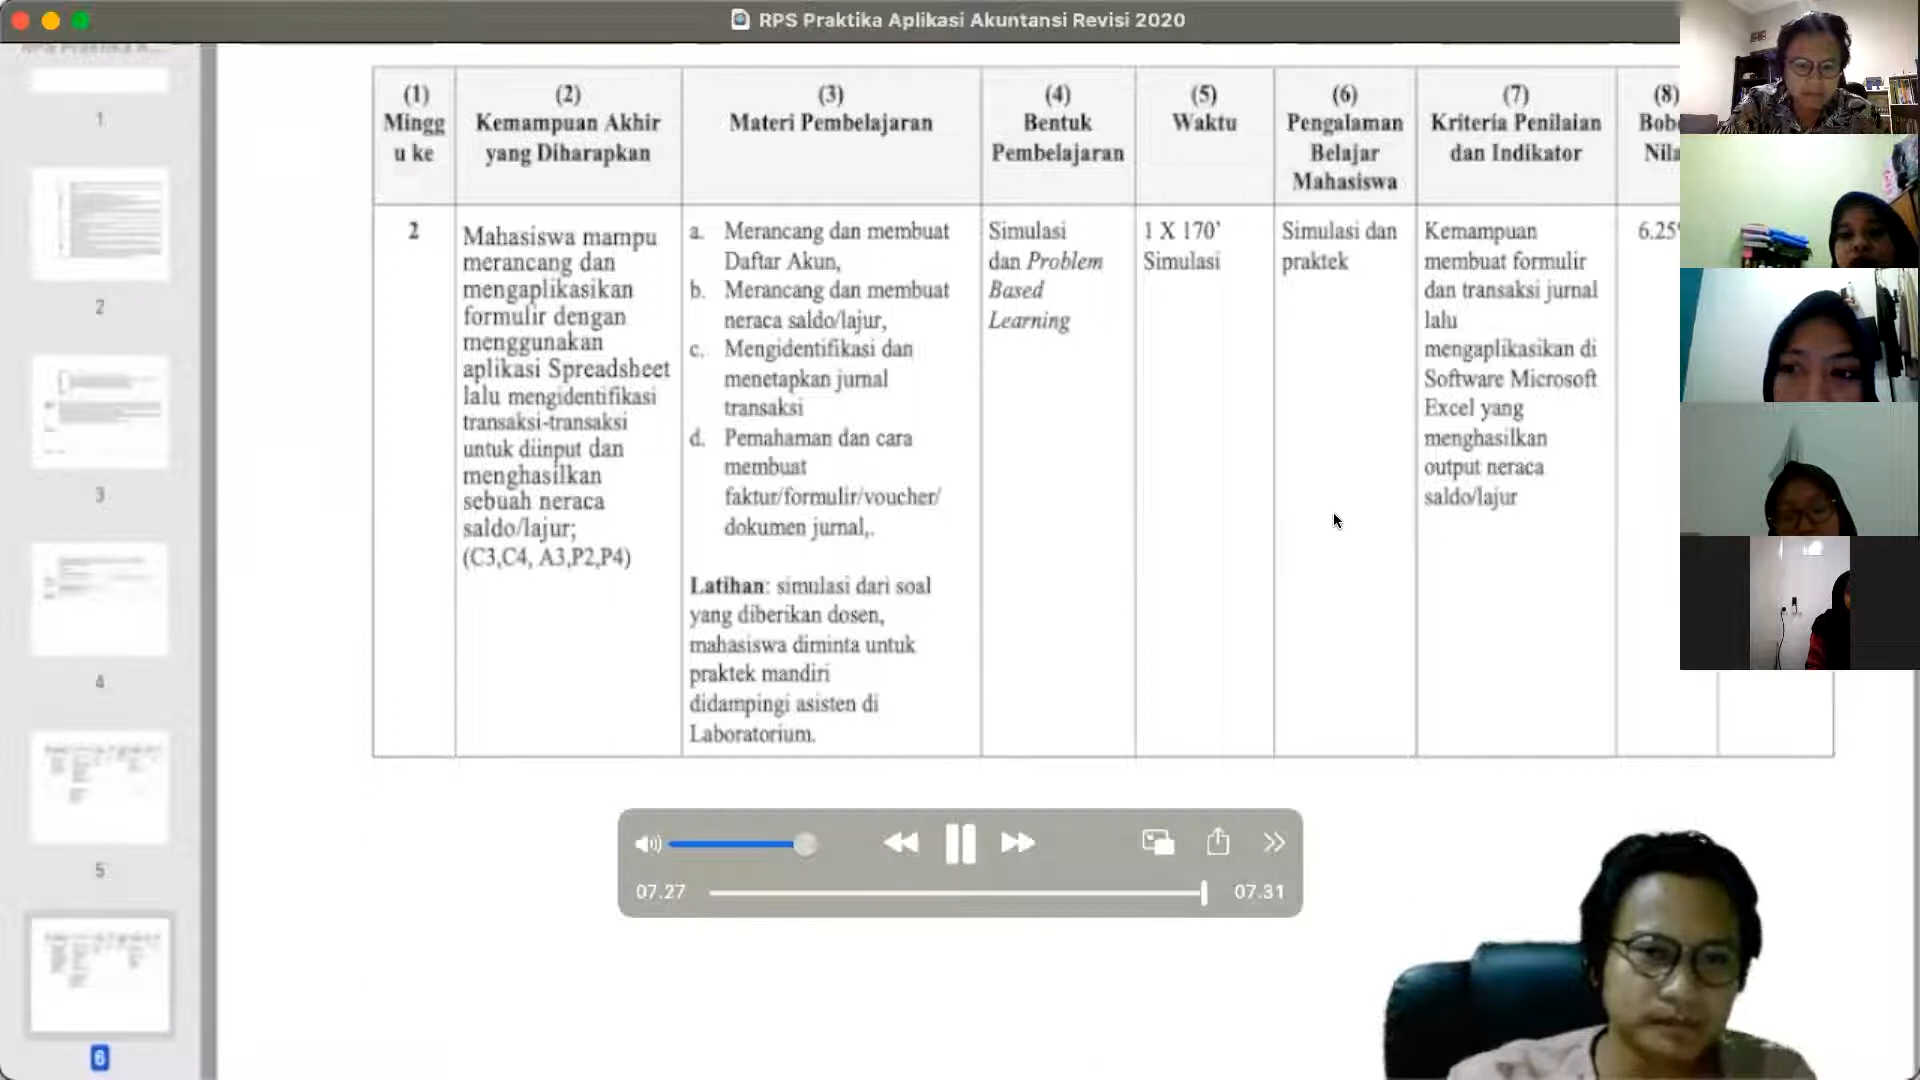 RPS Praktika Aplikasi Akuntansi Revisi 2020
1
2
3
4
5
6
(1)
Mingg
u ke
(2)
Kemampuan Akhir
yang Diharapkan
(3)
Materi Pembelajaran
(4)
Bentuk
Pembelajaran
(5)
Waktu
(6)
Pengalaman
Belajar
Mahasiswa
(7)
Kriteria Penilaian
dan Indikator
(8)
2
Mahasiswa mampu
merancang dan
mengaplikasikan
formulir dengan
menggunakan
aplikasi Spreadsheet
lalu mengidentifikasi
transaksi-transaksi
untuk diinput dan
menghasilkan
sebuah neraca
saldo/lajur;
(C3,C4, A3,P2,P4)
a. Merancang dan membuat
Daftar Akun,
b. Merancang dan membuat
neraca saldo/lajur,
c. Mengidentifikasi dan
menetapkan jurnal
transaksi
d. Pemahaman dan cara
membuat
faktur/formulir/voucher/
dokumen jurnal,.
Latihan: simulasi dari soal
yang diberikan dosen,
mahasiswa diminta untuk
praktek mandiri
didampingi asisten di
Laboratorium.
Simulasi
dan Problem
Based
Learning
1 X 170'
Simulasi
Simulasi dan
praktek
Kemampuan
membuat formulir
dan transaksi jurnal
lalu
mengaplikasikan di
Software Microsoft
Excel yang
menghasilkan
output neraca
saldo/lajur
6.25
07.27
07.31